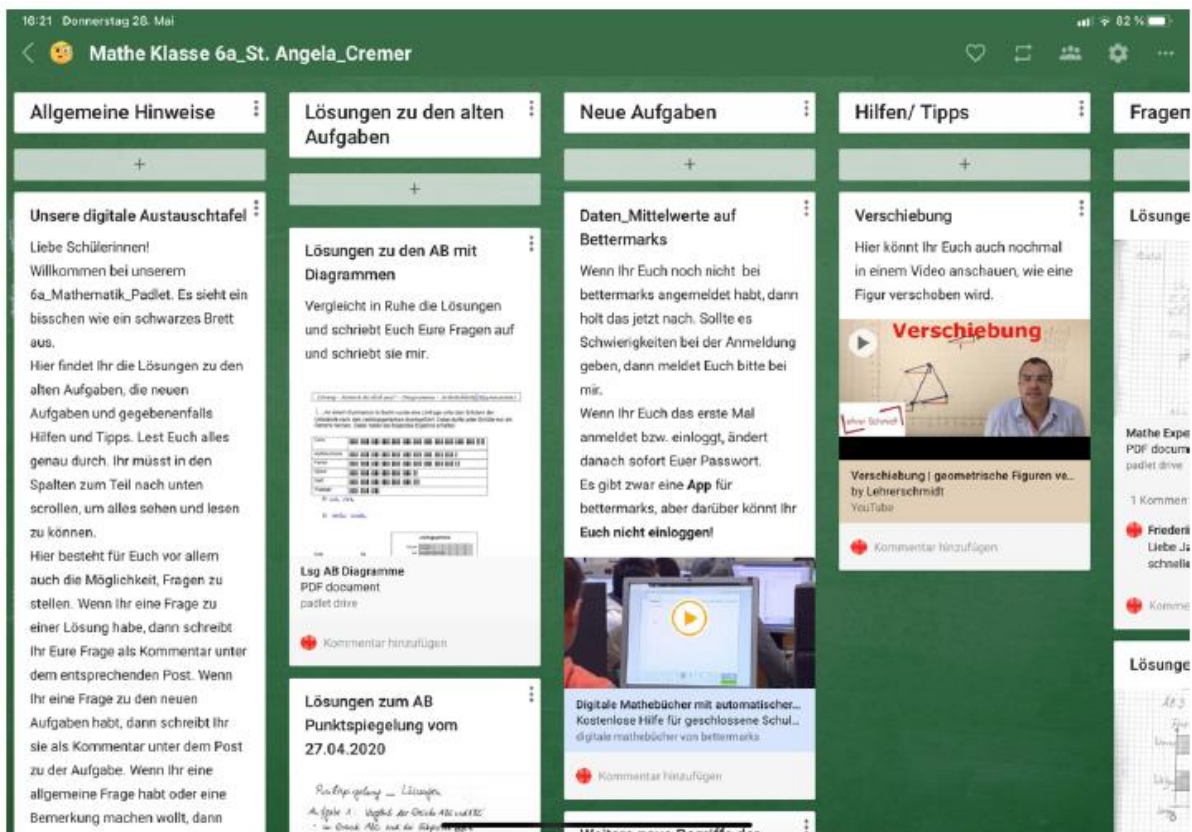 16:21 Donnerstag 28. Mai
82 %
Mathe Klasse 6a_St. Angela_Cremer
Allgemeine Hinweise
+
Unsere digitale Austauschtafel
Liebe Schülerinnen!
Willkommen bei unserem
6a_Mathematik_Padlet. Es sieht ein
bisschen wie ein schwarzes Brett
aus.
Hier findet Ihr die Lösungen zu den
alten Aufgaben, die neuen
Aufgaben und gegebenenfalls
Hilfen und Tipps. Lest Euch alles
genau durch. Ihr müsst in den
Spalten zum Teil nach unten
scrollen, um alles sehen und lesen
zu können.
Hier besteht für Euch vor allem
auch die Möglichkeit, Fragen zu
stellen. Wenn Ihr eine Frage zu
einer Lösung habe, dann schreibt
Ihr Eure Frage als Kommentar unter
dem entsprechenden Post. Wenn
Ihr eine Frage zu den neuen
Aufgaben habt, dann schreibt Ihr
sie als Kommentar unter dem Post
zu der Aufgabe. Wenn Ihr eine
allgemeine Frage habt oder eine
Bemerkung machen wollt, dann
Lösungen zu den alten
Aufgaben
+
Lösungen zu den AB mit
Diagrammen
Vergleicht in Ruhe die Lösungen
und schriebt Euch Eure Fragen auf
und schriebt sie mir.
Lsg AB Diagramme
PDF document
padlet drive
Kommentar hinzufügen
Lösungen zum AB
Punktspiegelung vom
27.04.2020
Punktspiegelung – Lösungen
Neue Aufgaben
+
Daten_Mittelwerte auf
Bettermarks
Wenn Ihr Euch noch nicht bei
bettermarks angemeldet habt, dann
holt das jetzt nach. Sollte es
Schwierigkeiten bei der Anmeldung
geben, dann meldet Euch bitte bei
mir.
Wenn Ihr Euch das erste Mal
anmeldet bzw. einloggt, ändert
danach sofort Euer Passwort.
Es gibt zwar eine App für
bettermarks, aber darüber könnt Ihr
Euch nicht einloggen!
Digitale Mathebücher mit automatischer...
Kostenlose Hilfe für geschlossene Schul...
digitale mathebücher von bettermarks
Kommentar hinzufügen
Weitere neue Begriffe der
Hilfen/ Tipps
+
Verschiebung
Hier könnt Ihr Euch auch nochmal
in einem Video anschauen, wie eine
Figur verschoben wird.
Verschiebung
Lehrer Schmidt
Verschiebung | geometrische Figuren ve...
by Lehrerschmidt
YouTube
Kommentar hinzufügen
Fragen
Lösunge
Mathe Expe
PDF docum
padlet drive
1 Kommen
Friederi
Liebe Ja
schnelle
Komme
Lösunge